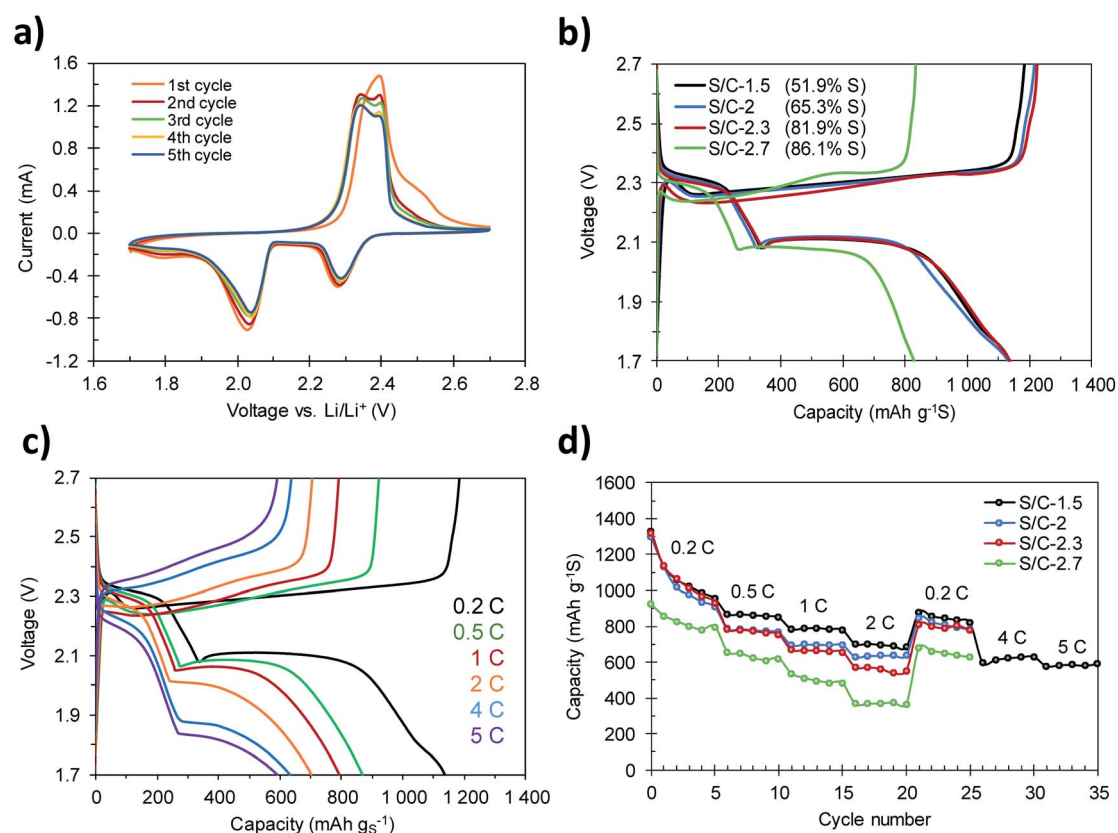 a)
1.6
1.2
0.8
0.4
0.0
-0.4
-0.8
-1.2
Current (mA)
1st cycle
2nd cycle
3rd cycle
4th cycle
5th cycle
1.6 1.8 2.0 2.2 2.4 2.6 2.8
Voltage vs. Li/Li⁺ (V)
b)
2.7
2.5
2.3
2.1
1.9
1.7
Voltage (V)
S/C-1.5 (51.9% S)
S/C-2 (65.3% S)
S/C-2.3 (81.9% S)
S/C-2.7 (86.1% S)
0 200 400 600 800 1 000 1 200 1 400
Capacity (mAh g⁻¹S)
c)
2.7
2.5
2.3
2.1
1.9
1.7
Voltage (V)
0.2 C
0.5 C
1 C
2 C
4 C
5 C
0 200 400 600 800 1 000 1 200 1 400
Capacity (mAh gₛ⁻¹)
d)
1600
1400
1200
1000
800
600
400
200
0
Capacity (mAh g⁻¹S)
S/C-1.5
S/C-2
S/C-2.3
S/C-2.7
0.2 C
0.5 C
1 C
2 C
0.2 C
4 C
5 C
0 5 10 15 20 25 30 35
Cycle number